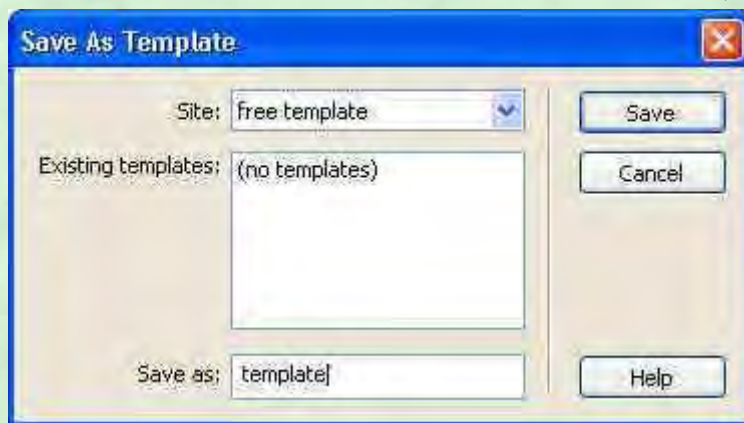 Save As Template
Site: free template
Save
Existing templates: (no templates)
Cancel
Save as: template
Help